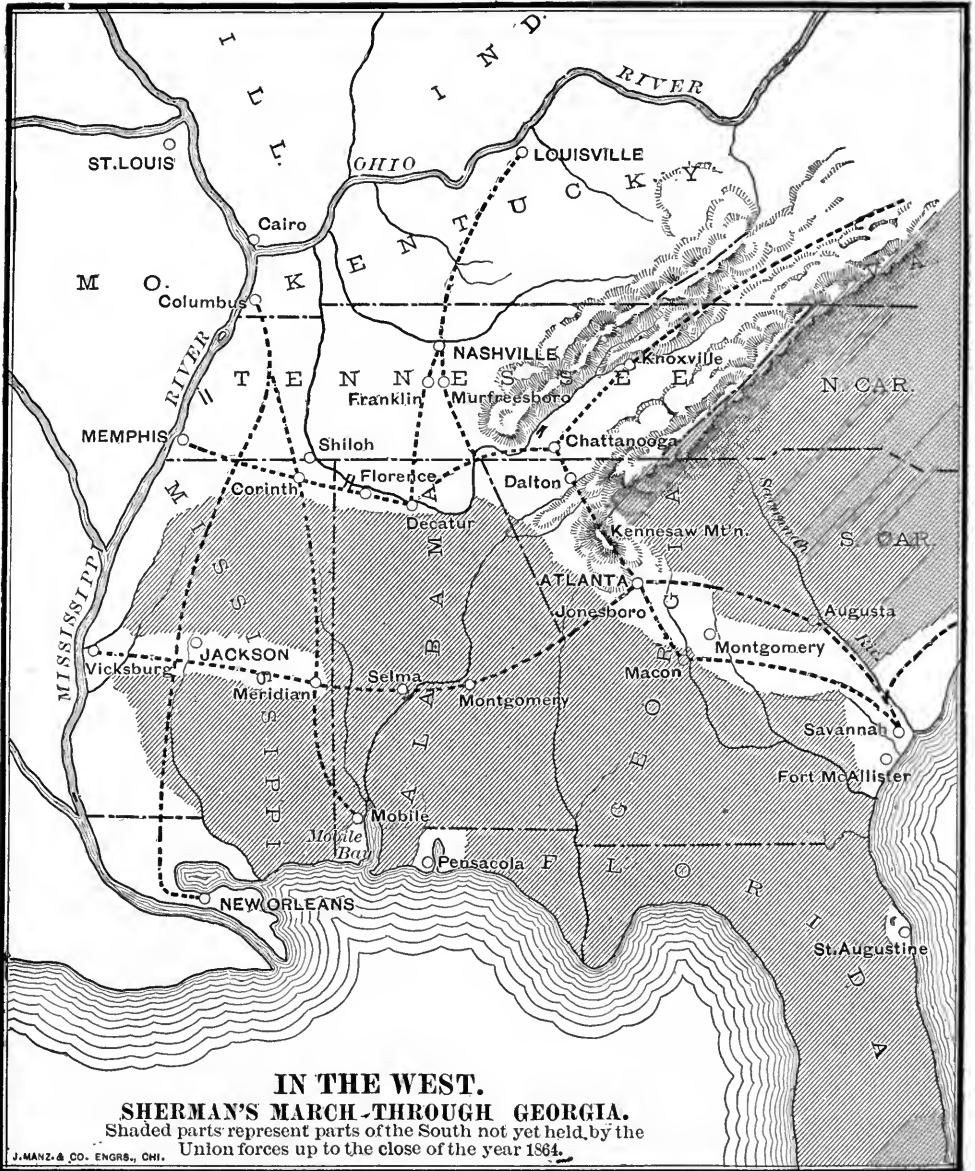 ILL.
IND.
RIVER
ST. LOUIS
OHIO
LOUISVILLE
KENTUCKY
Cairo
MO.
VA.
Columbus
RIVER
NASHVILLE
Knoxville
TENNESSEE
Franklin
Murfreesboro
N. CAR.
MEMPHIS
Shiloh
Chattanooga
Corinth
Florence
Dalton
Savannah
Decatur
MISSISSIPPI
ALABAMA
GEORGIA
Kennesaw Mt'n.
S. CAR.
ATLANTA
Jonesboro
Augusta
MISSISSIPPI
JACKSON
Montgomery
Riv.
Vicksburg
Meridian
Selma
Montgomery
Macon
Savannah
Fort McAllister
Mobile
Mobile
Bay
Pensacola
FLORIDA
NEW ORLEANS
St. Augustine
IN THE WEST.
SHERMAN'S MARCH THROUGH GEORGIA.
Shaded parts represent parts of the South not yet held by the
Union forces up to the close of the year 1864.
J. MANZ. & CO. ENGRS., CHI.